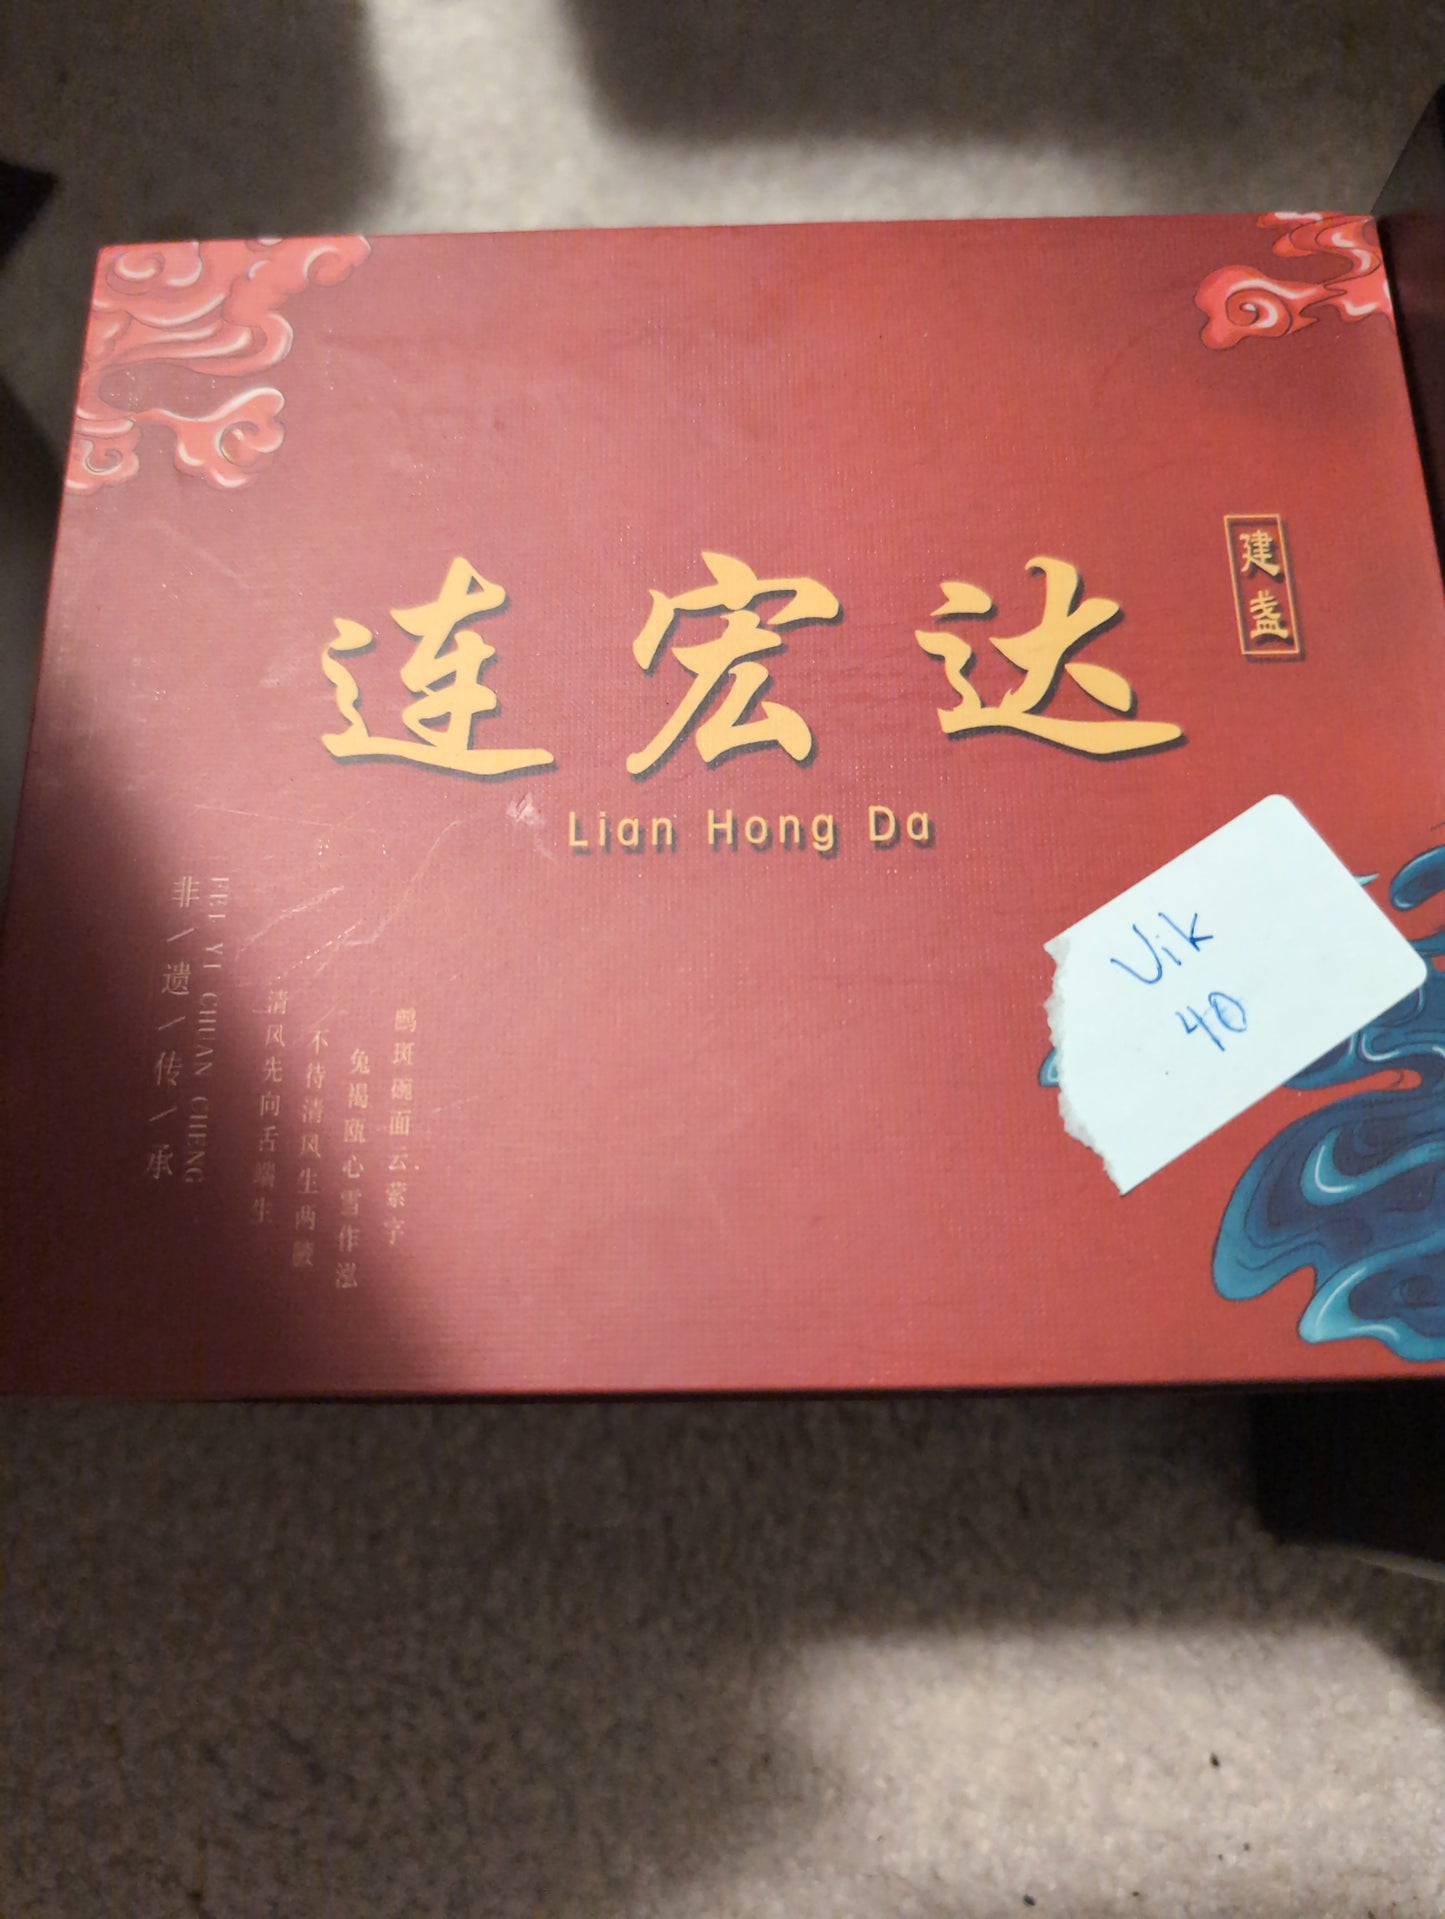 建盏
连宏达
Lian Hong Da
Vik
40
非/遗/传/承
FEI YI CHUAN CHENG
鹧斑碗面云萦字
兔褐瓯心雪作泓
不待清风生两腋
清风先向舌端生